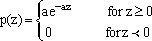 p(z)= { ae^{-az} for z ≥ 0
0 for z ≺ 0